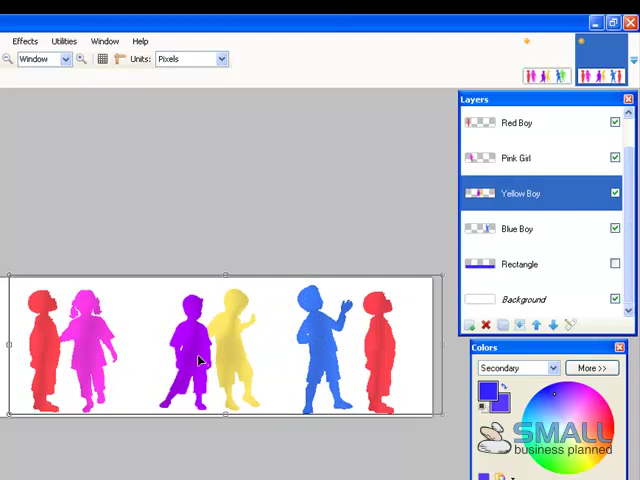 Effects Utilities Window Help
Window Units: Pixels
Layers
Red Boy
Pink Girl
Yellow Boy
Blue Boy
Rectangle
Background
Colors
Secondary More >>
SMALL
business planned